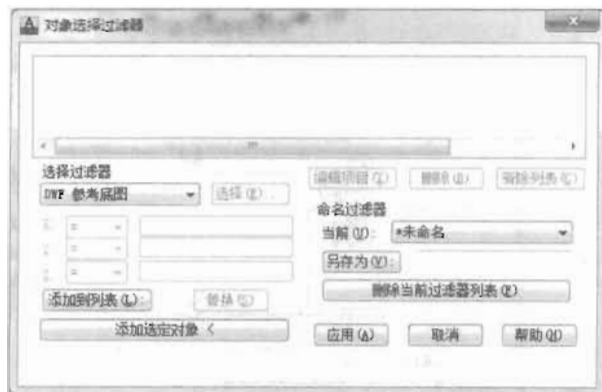 对象选择过滤器
选择过滤器
DWF 参考底图
选择(E)...
=
=
=
添加到列表(L):
替换(S)
添加选定对象 <
编辑项目(I)
删除(D)
清除列表(C)
命名过滤器
当前(U):
*未命名
另存为(V):
删除当前过滤器列表(F)
应用(A)
取消
帮助(H)